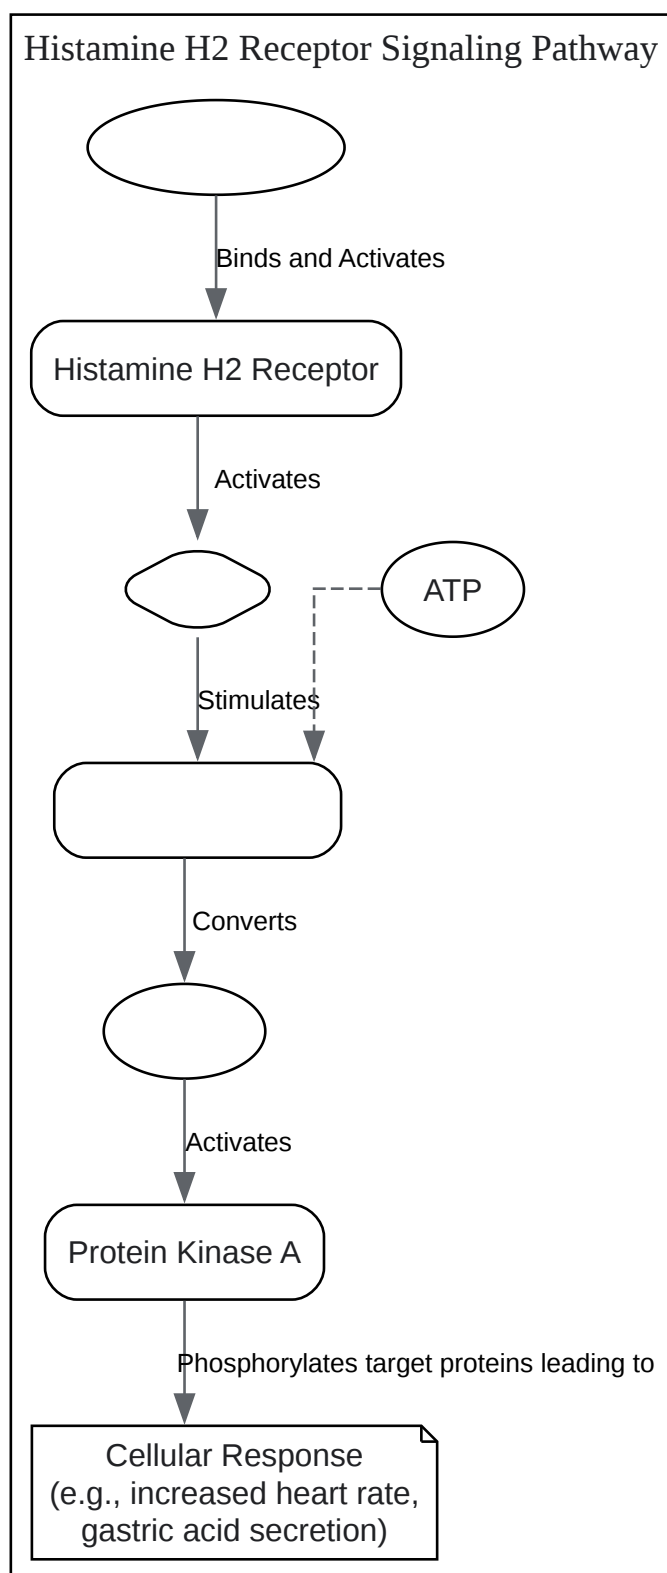 Histamine H2 Receptor Signaling Pathway
Binds and Activates
Histamine H2 Receptor
Activates
ATP
Stimulates
Converts
Activates
Protein Kinase A
Phosphorylates target proteins leading to
Cellular Response
(e.g., increased heart rate,
gastric acid secretion)